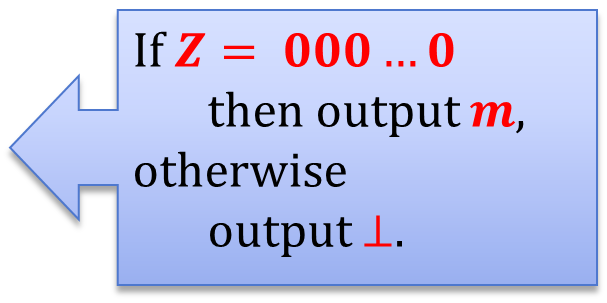 If Z = 000 … 0
then output m,
otherwise
output ⊥.